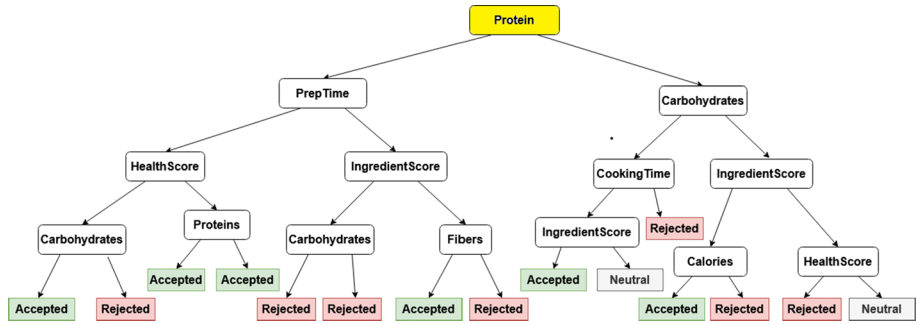 Protein
PrepTime
Carbohydrates
HealthScore
IngredientScore
CookingTime
IngredientScore
Carbohydrates
Proteins
Carbohydrates
Fibers
IngredientScore
Rejected
Calories
HealthScore
Accepted
Accepted
Accepted
Neutral
Accepted
Rejected
Rejected
Rejected
Accepted
Rejected
Accepted
Rejected
Rejected
Neutral